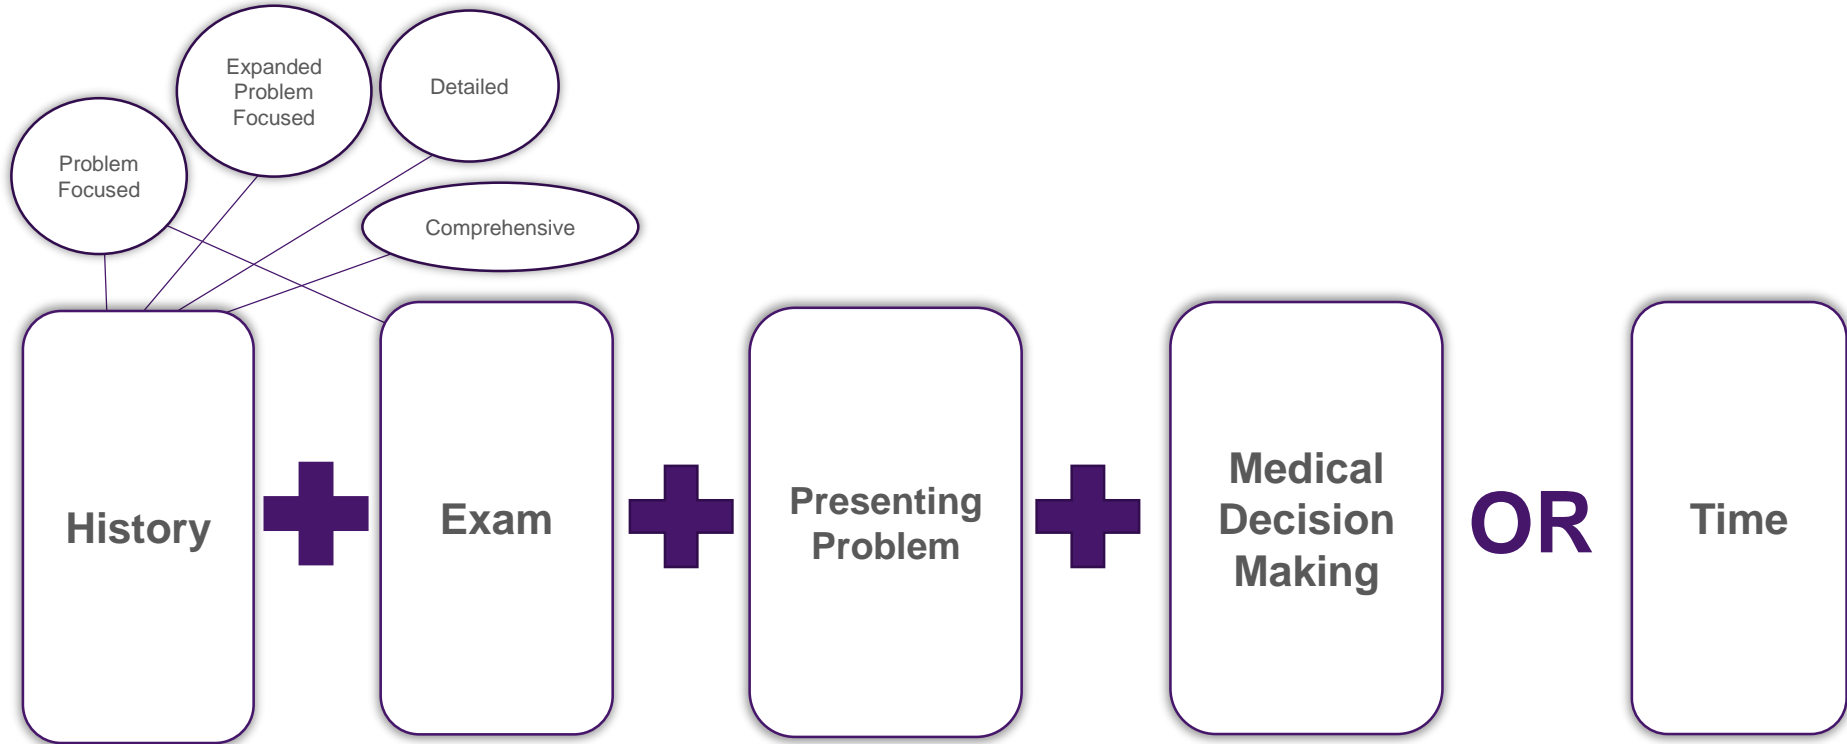 Expanded
Problem
Focused
Detailed
Problem
Focused
Comprehensive
History
Exam
Presenting
Problem
Medical
Decision
Making
OR
Time